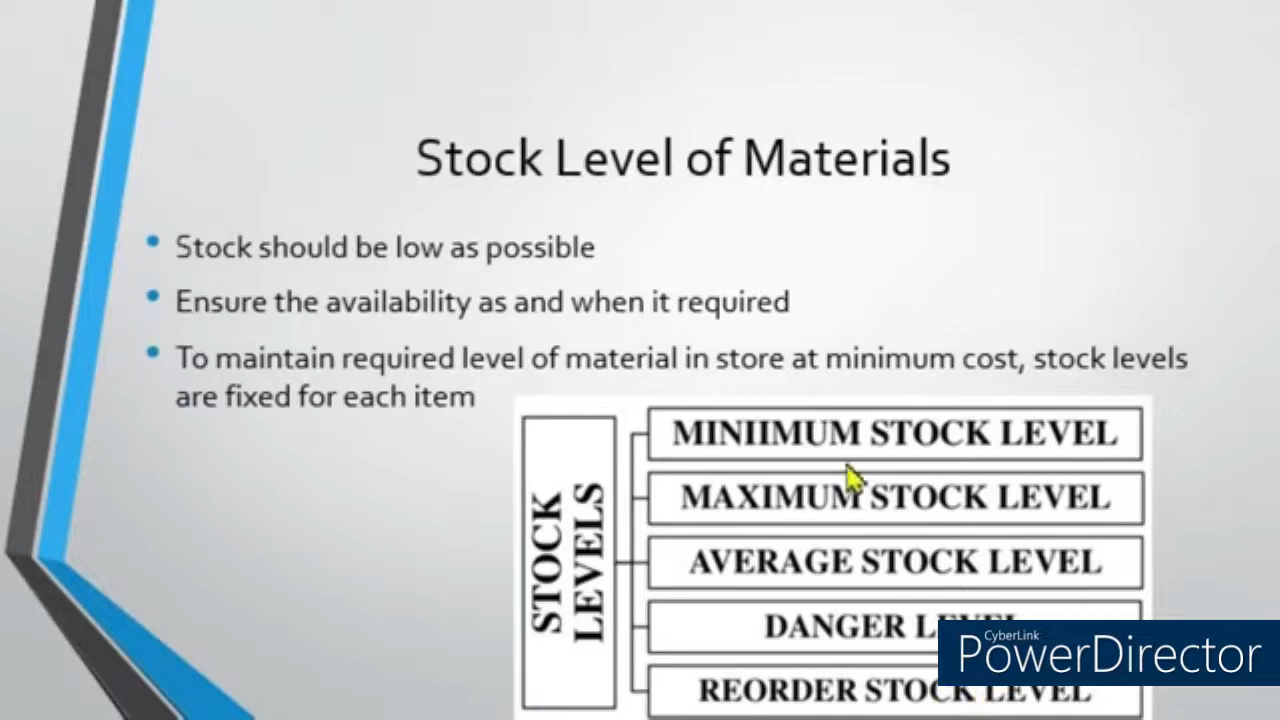 Stock Level of Materials
• Stock should be low as possible
• Ensure the availability as and when it required
• To maintain required level of material in store at minimum cost, stock levels
are fixed for each item
STOCK
LEVELS
MINIIMUM STOCK LEVEL
MAXIMUM STOCK LEVEL
AVERAGE STOCK LEVEL
DANGER LEVEL
REORDER STOCK LEVEL
CyberLink
PowerDirector